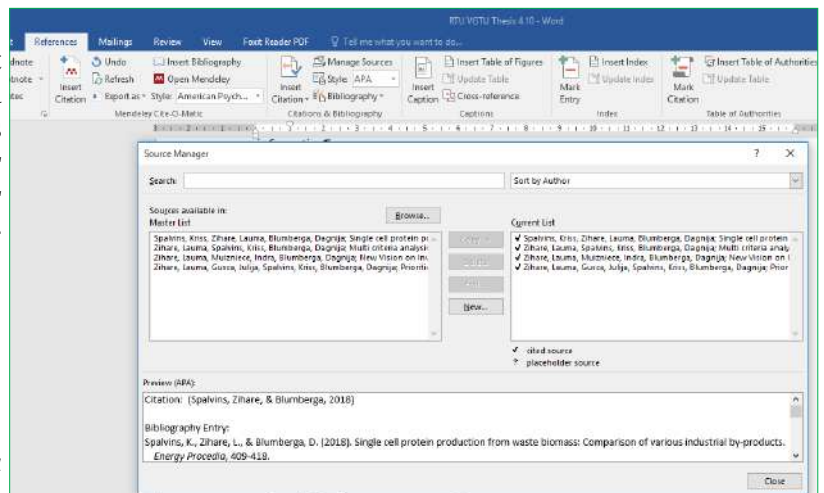 RTU VGTU Thesis 4.10 - Word
References Mailings Review View Foxit Reader PDF Tell me what you want to do...
Insert Citation
Undo
Refresh
Export as
Insert Bibliography
Open Mendeley
Style: American Psych...
Mendeley Cite-O-Matic
Insert Citation
Manage Sources
Style: APA
Bibliography
Citations & Bibliography
Insert Caption
Insert Table of Figures
Update Table
Cross-reference
Captions
Mark Entry
Insert Index
Update Index
Index
Mark Citation
Insert Table of Authorities
Update Table
Table of Authorities
Source Manager ? X
Search:
Sort by Author
Sources available in:
Master List
Browse...
Current List
Spalvins, Kriss, Zihare, Lauma, Blumberga, Dagnija; Single cell protein pr
Zihare, Lauma, Spalvins, Kriss, Blumberga, Dagnija; Multi criteria analysi
Zihare, Lauma, Muizniece, Indra, Blumberga, Dagnija; New Vision on Inv
Zihare, Lauma, Gusca, Julija, Spalvins, Kriss, Blumberga, Dagnija; Prioriti
New...
✓ Spalvins, Kriss, Zihare, Lauma, Blumberga, Dagnija; Single cell protein
✓ Zihare, Lauma, Spalvins, Kriss, Blumberga, Dagnija; Multi criteria analy
✓ Zihare, Lauma, Muizniece, Indra, Blumberga, Dagnija; New Vision on I
✓ Zihare, Lauma, Gusca, Julija, Spalvins, Kriss, Blumberga, Dagnija; Prior
✓ cited source
? placeholder source
Preview (APA):
Citation: (Spalvins, Zihare, & Blumberga, 2018)
Bibliography Entry:
Spalvins, K., Zihare, L., & Blumberga, D. (2018). Single cell protein production from waste biomass: Comparison of various industrial by-products.
Energy Procedia, 409-418.
Close